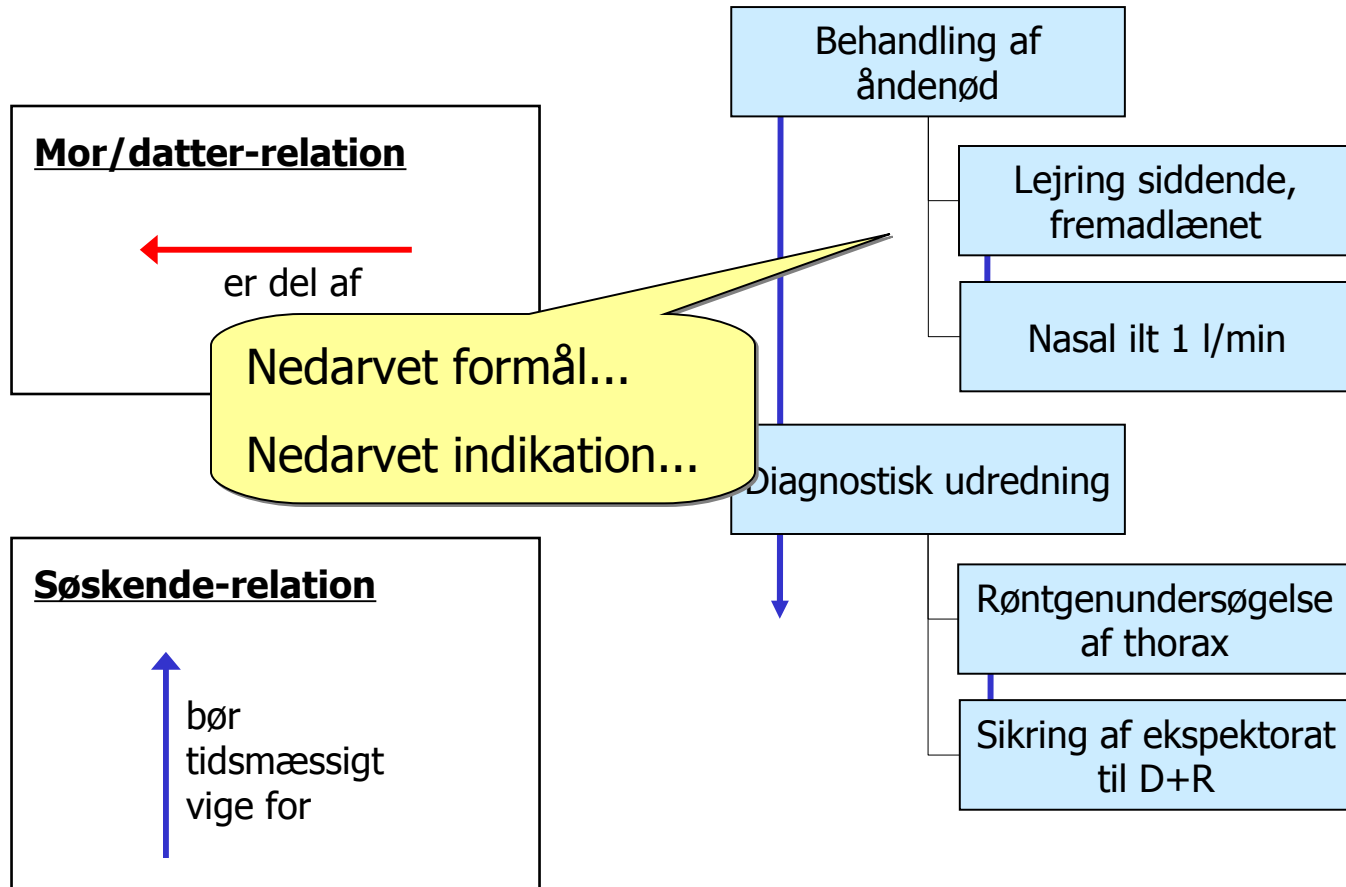 Mor/datter-relation
er del af
Nedarvet formål...
Nedarvet indikation...
Søskende-relation
bør
tidsmæssigt
vige for
Behandling af
åndenød
Lejring siddende,
fremadlænet
Nasal ilt 1 l/min
Diagnostisk udredning
Røntgenundersøgelse
af thorax
Sikring af ekspektorat
til D+R